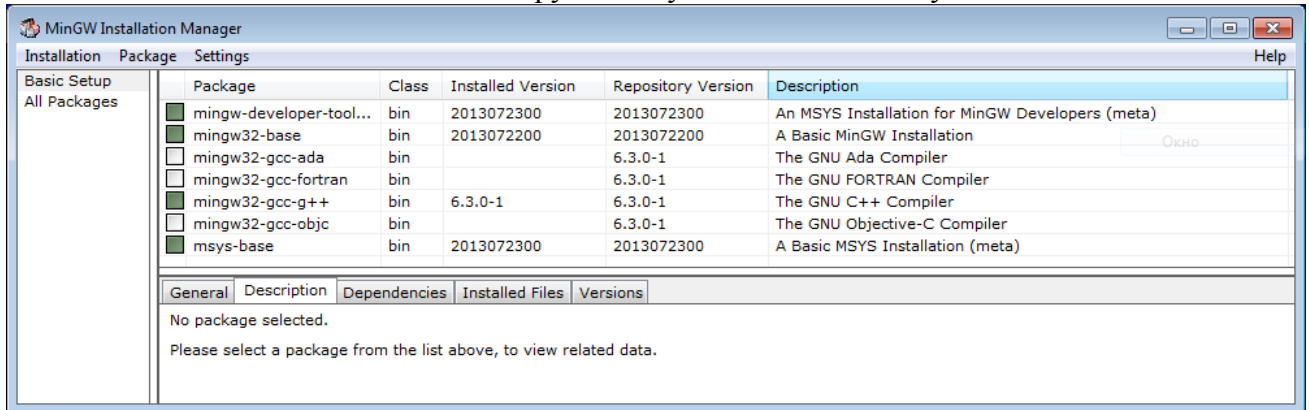 MinGW Installation Manager
Installation Package Settings Help
Basic Setup
All Packages
Package Class Installed Version Repository Version Description
mingw-developer-tool... bin 2013072300 2013072300 An MSYS Installation for MinGW Developers (meta)
mingw32-base bin 2013072200 2013072200 A Basic MinGW Installation
Окно
mingw32-gcc-ada bin 6.3.0-1 The GNU Ada Compiler
mingw32-gcc-fortran bin 6.3.0-1 The GNU FORTRAN Compiler
mingw32-gcc-g++ bin 6.3.0-1 6.3.0-1 The GNU C++ Compiler
mingw32-gcc-objc bin 6.3.0-1 The GNU Objective-C Compiler
msys-base bin 2013072300 2013072300 A Basic MSYS Installation (meta)
General Description Dependencies Installed Files Versions
No package selected.
Please select a package from the list above, to view related data.